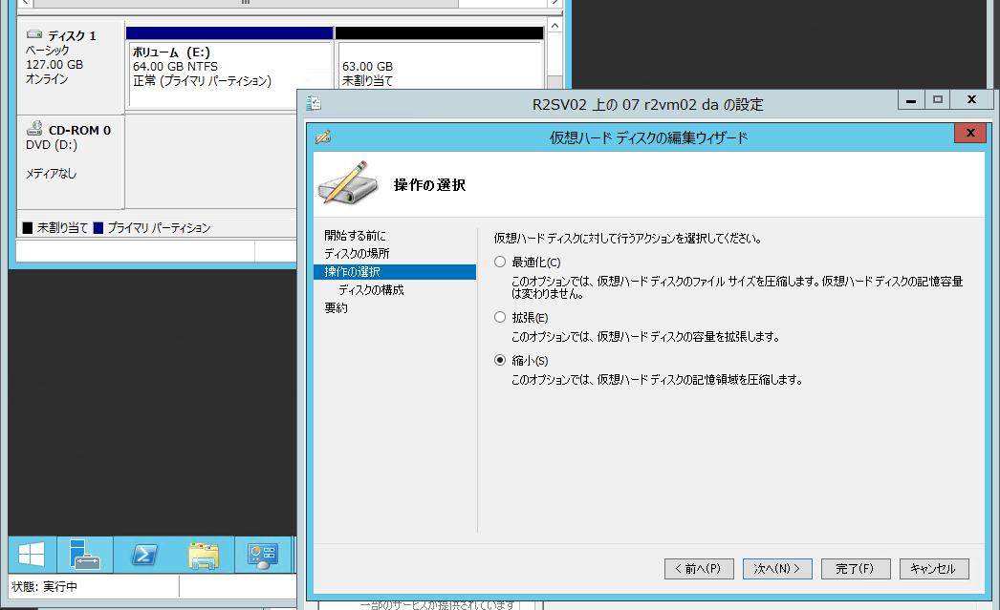 ディスク 1
ベーシック
127.00 GB
オンライン
ボリューム (E:)
64.00 GB NTFS
正常 (プライマリ パーティション)
63.00 GB
未割り当て
CD-ROM 0
DVD (D:)
メディアなし
未割り当て プライマリ パーティション
状態: 実行中
R2SV02 上の 07 r2vm02 da の設定
仮想ハード ディスクの編集ウィザード
操作の選択
開始する前に
ディスクの場所
操作の選択
ディスクの構成
要約
仮想ハード ディスクに対して行うアクションを選択してください。
最適化(C)
このオプションでは、仮想ハード ディスクのファイル サイズを圧縮します。仮想ハード ディスクの記憶容量
は変わりません。
拡張(E)
このオプションでは、仮想ハード ディスクの容量を拡張します。
縮小(S)
このオプションでは、仮想ハード ディスクの記憶領域を圧縮します。
< 前へ(P) 次へ(N) > 完了(F) キャンセル
一部のサービスが提供されています